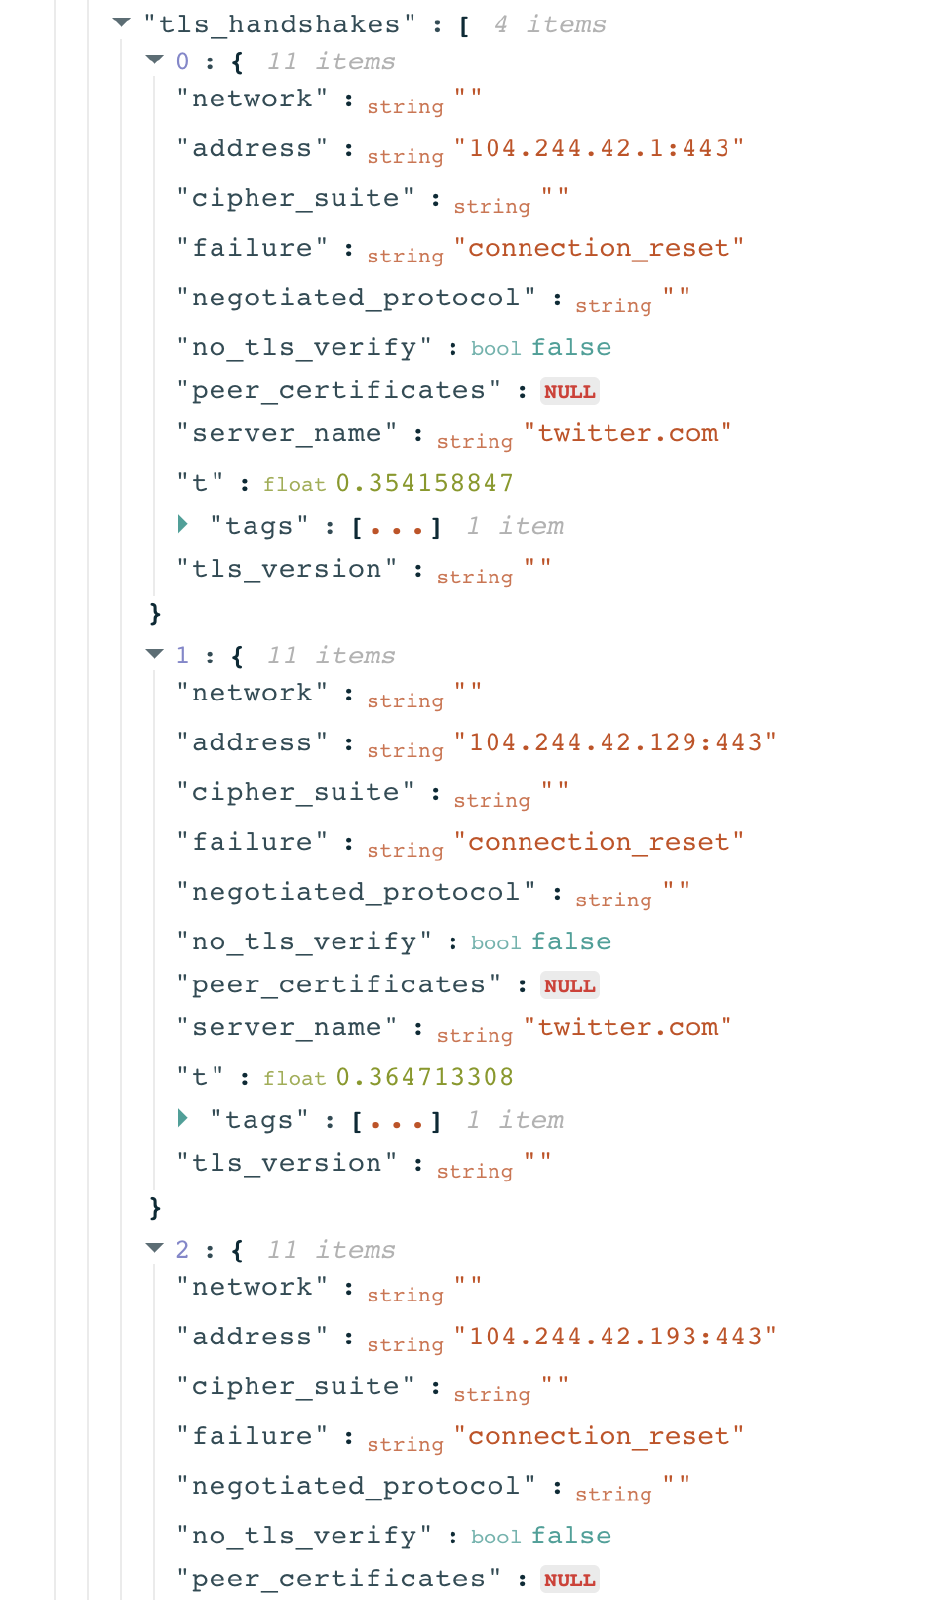 "tls_handshakes" : [ 4 items
0 : { 11 items
"network" : string ""
"address" : string "104.244.42.1:443"
"cipher_suite" : string ""
"failure" : string "connection_reset"
"negotiated_protocol" : string ""
"no_tls_verify" : bool false
"peer_certificates" : NULL
"server_name" : string "twitter.com"
"t" : float 0.354158847
"tags" : [...] 1 item
"tls_version" : string ""
}
1 : { 11 items
"network" : string ""
"address" : string "104.244.42.129:443"
"cipher_suite" : string ""
"failure" : string "connection_reset"
"negotiated_protocol" : string ""
"no_tls_verify" : bool false
"peer_certificates" : NULL
"server_name" : string "twitter.com"
"t" : float 0.364713308
"tags" : [...] 1 item
"tls_version" : string ""
}
2 : { 11 items
"network" : string ""
"address" : string "104.244.42.193:443"
"cipher_suite" : string ""
"failure" : string "connection_reset"
"negotiated_protocol" : string ""
"no_tls_verify" : bool false
"peer_certificates" : NULL